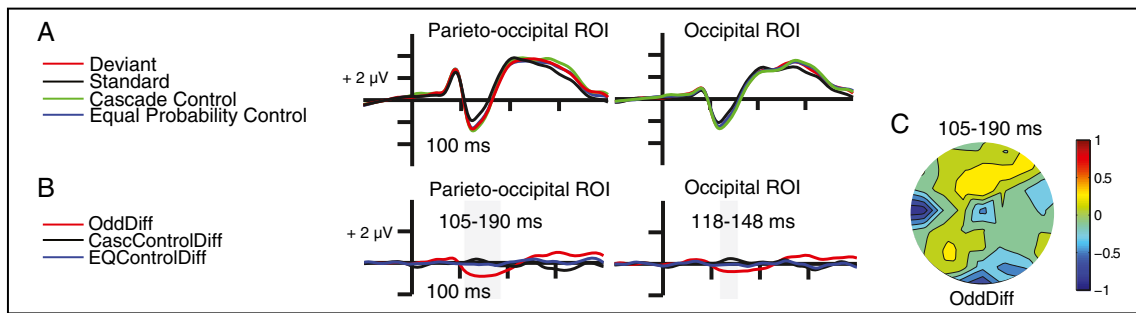 A
Deviant
Standard
Cascade Control
Equal Probability Control
Parieto-occipital ROI
+ 2 µV
100 ms
Occipital ROI
B
OddDiff
CascControlDiff
EQControlDiff
Parieto-occipital ROI
105-190 ms
+ 2 µV
100 ms
Occipital ROI
118-148 ms
C
105-190 ms
1
0.5
0
−0.5
−1
OddDiff